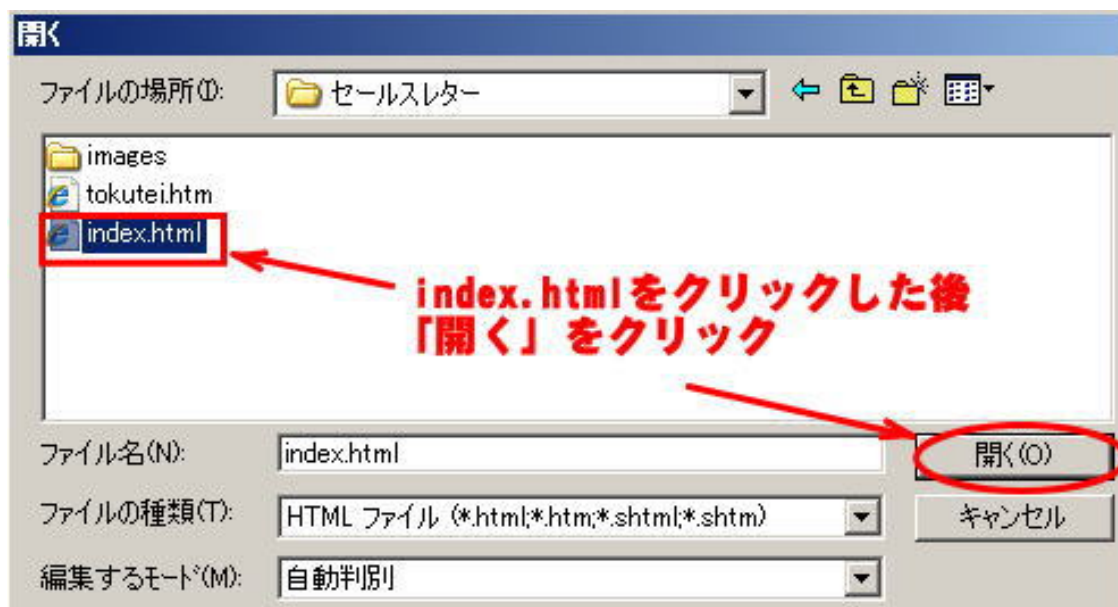 開く
ファイルの場所(I):
セールスレター
images
tokutei.htm
index.html
index.htmlをクリックした後
「開く」をクリック
ファイル名(N):
index.html
開く(O)
ファイルの種類(T):
HTML ファイル (*.html;*.htm;*.shtml;*.shtm)
キャンセル
編集するモード(M):
自動判別